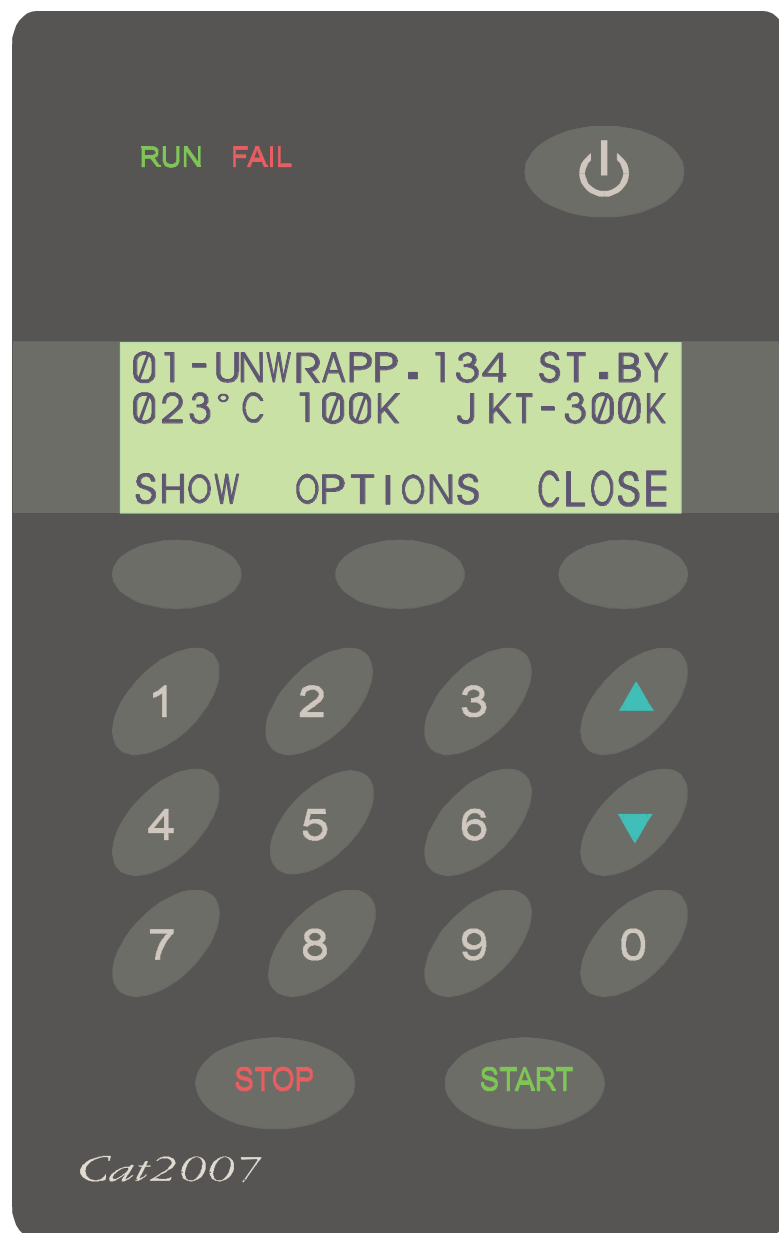 RUN FAIL
01-UNWRAPP.134 ST.BY
023°C 100K JKT-300K
SHOW OPTIONS CLOSE
1 2 3
4 5 6
7 8 9 0
STOP START
Cat2007